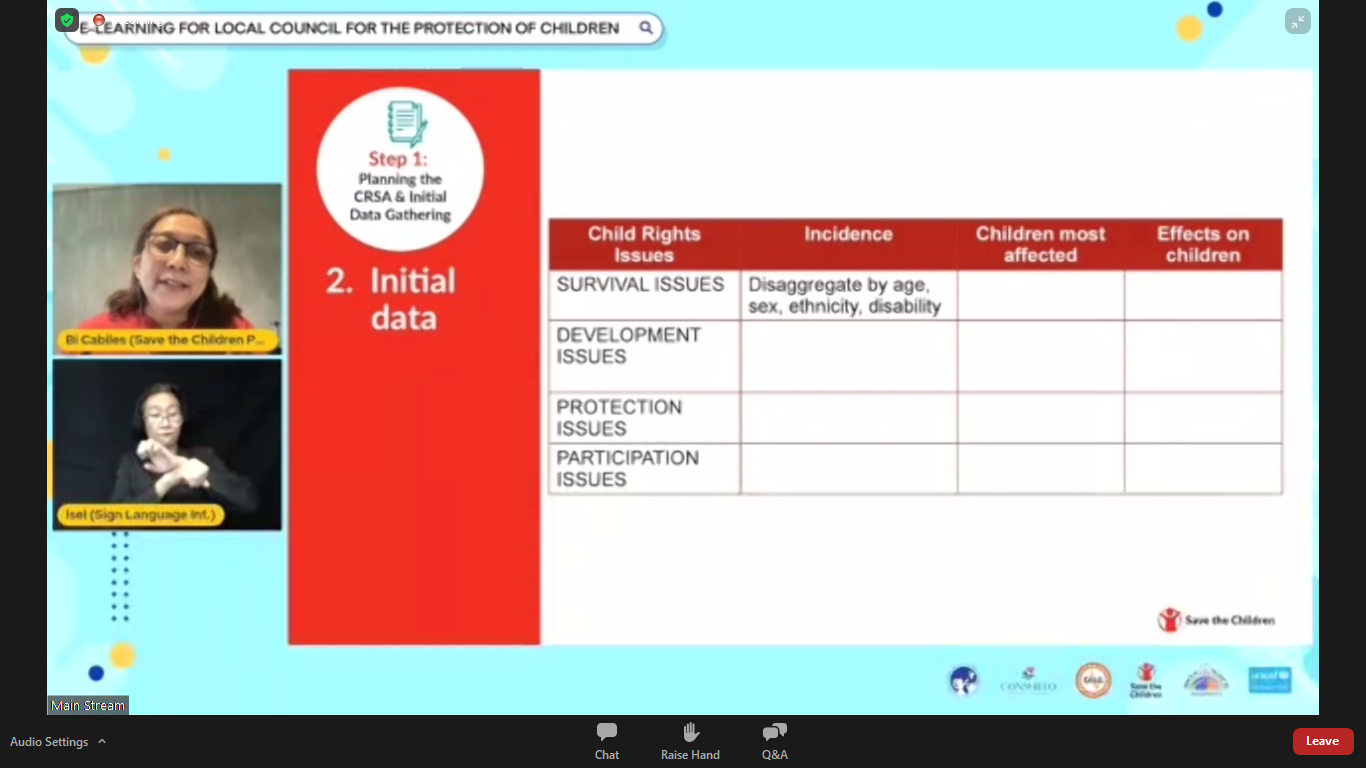 E-LEARNING FOR LOCAL COUNCIL FOR THE PROTECTION OF CHILDREN
Step 1:
Planning the
CRSA & Initial
Data Gathering
2. Initial
data
Child Rights
Issues
Incidence
Children most
affected
Effects on
children
SURVIVAL ISSUES
Disaggregate by age,
sex, ethnicity, disability
DEVELOPMENT
ISSUES
PROTECTION
ISSUES
PARTICIPATION
ISSUES
Bi Cabiles (Save the Children P...
Isel (Sign Language Int.)
Save the Children
Save the
Children
unicef
Main Stream
Audio Settings
Chat
Raise Hand
Q&A
Leave